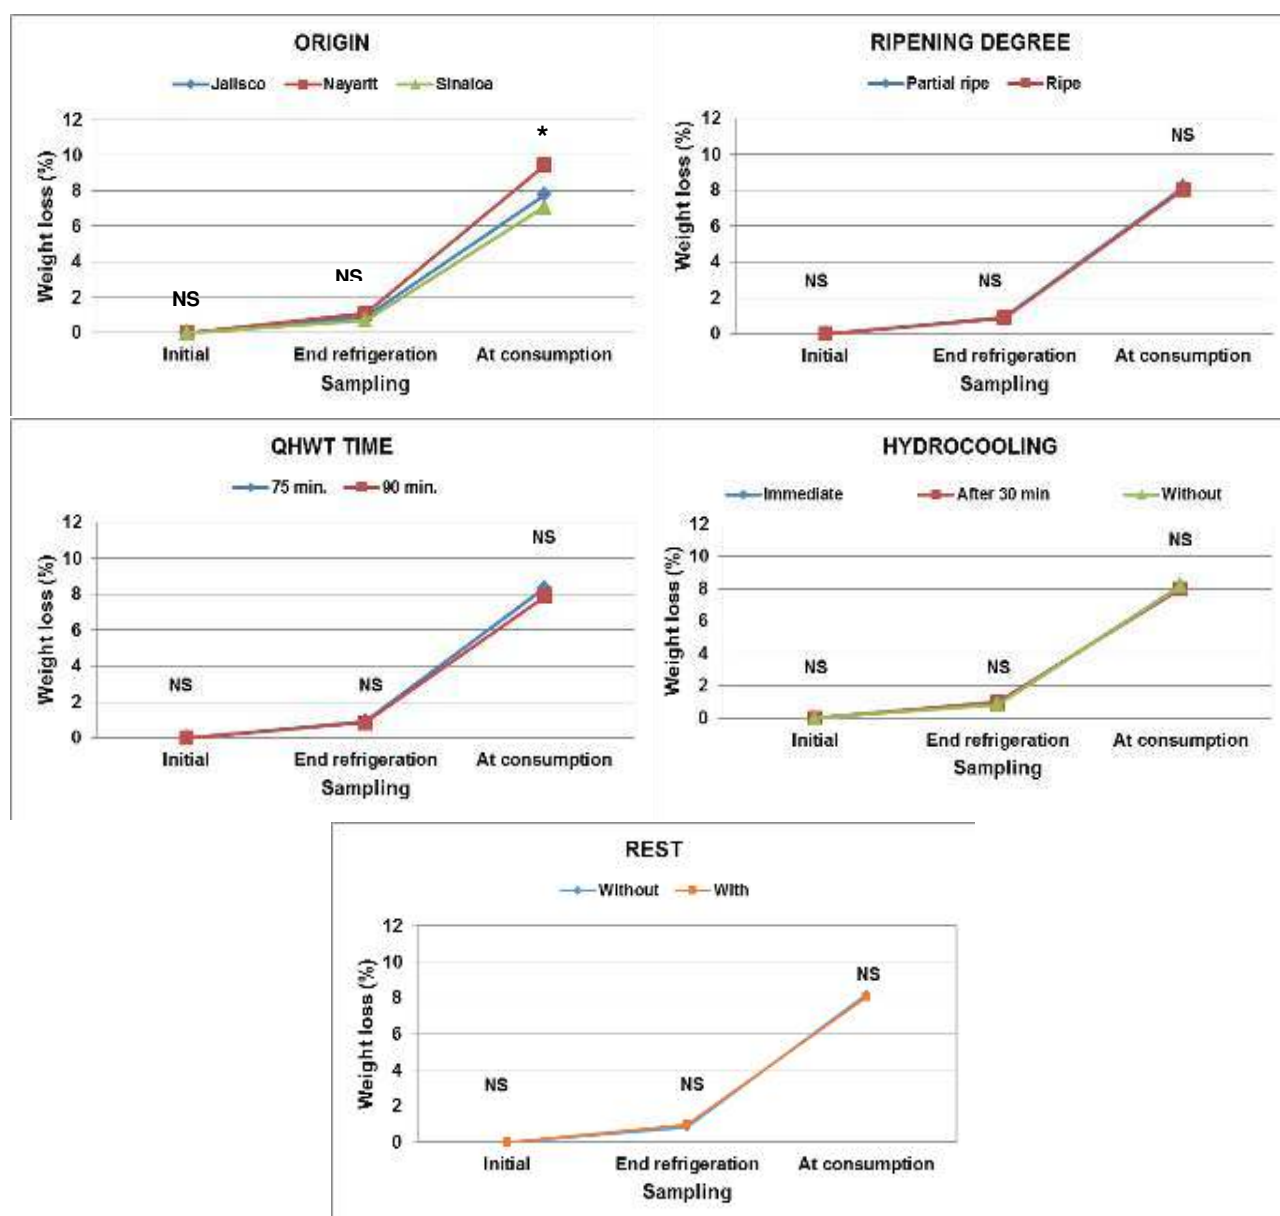 ORIGIN
Jalisco Nayarit Sinaloa
12
10
8
6
4
2
0
Weight loss (%)
NS
NS
*
Initial End refrigeration At consumption
Sampling
RIPENING DEGREE
Partial ripe Ripe
12
10
8
6
4
2
0
Weight loss (%)
NS
NS
NS
Initial End refrigeration At consumption
Sampling
QHWT TIME
75 min. 90 min.
12
10
8
6
4
2
0
Weight loss (%)
NS
NS
NS
Initial End refrigeration At consumption
Sampling
HYDROCOOLING
Immediate After 30 min Without
12
10
8
6
4
2
0
Weight loss (%)
NS
NS
NS
Initial End refrigeration At consumption
Sampling
REST
Without With
12
10
8
6
4
2
0
Weight loss (%)
NS
NS
NS
Initial End refrigeration At consumption
Sampling